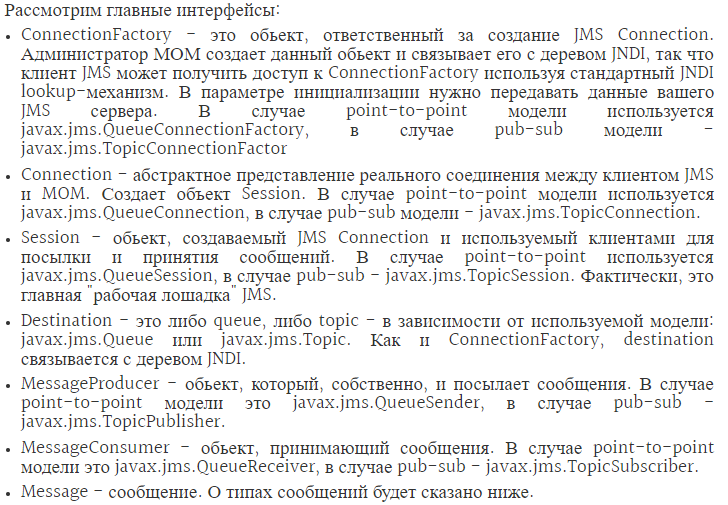 Рассмотрим главные интерфейсы:
• ConnectionFactory – это обьект, ответственный за создание JMS Connection.
Администратор МОМ создает данный обьект и связывает его с деревом JNDI, так что
клиент JMS может получить доступ к ConnectionFactory используя стандартный JNDI
lookup-механизм. В параметре инициализации нужно передавать данные вашего
JMS сервера. В случае point-to-point модели используется
javax.jms.QueueConnectionFactory, в случае pub-sub модели –
javax.jms.TopicConnectionFactor
• Connection – абстрактное представление реального соединения между клиентом JMS
и MOM. Создает объект Session. В случае point-to-point модели используется
javax.jms.QueueConnection, в случае pub-sub модели – javax.jms.TopicConnection.
• Session – обьект, создаваемый JMS Connection и используемый клиентами для
посылки и принятия сообщений. В случае point-to-point используется
javax.jms.QueueSession, в случае pub-sub – javax.jms.TopicSession. Фактически, это
главная "рабочая лошадка" JMS.
• Destination – это либо queue, либо topic – в зависимости от используемой модели:
javax.jms.Queue или javax.jms.Topic. Как и ConnectionFactory, destination
связывается с деревом JNDI.
• MessageProducer – обьект, который, собственно, и посылает сообщения. В случае
point-to-point модели это javax.jms.QueueSender, в случае pub-sub –
javax.jms.TopicPublisher.
• MessageConsumer – обьект, принимающий сообщения. В случае point-to-point
модели это javax.jms.QueueReceiver, в случае pub-sub – javax.jms.TopicSubscriber.
• Message – сообщение. О типах сообщений будет сказано ниже.